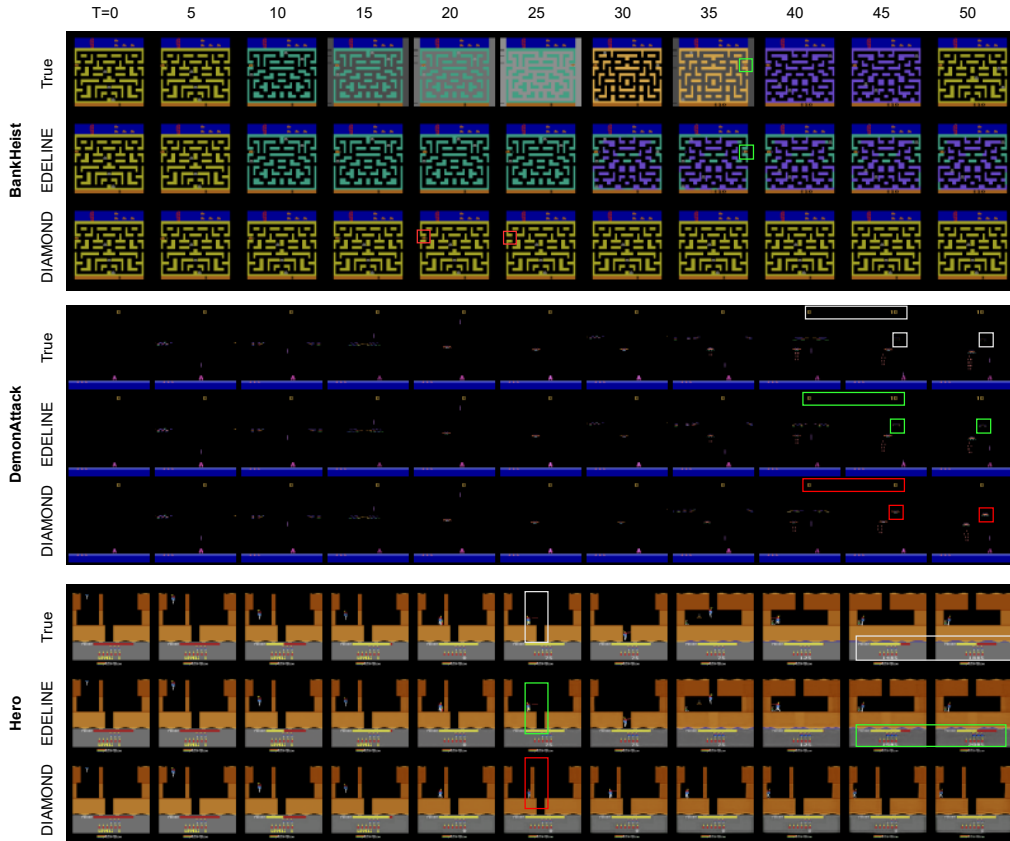 T=0 5 10 15 20 25 30 35 40 45 50
BankHeist
True
EDELINE
DIAMOND
DemonAttack
True
EDELINE
DIAMOND
Hero
True
EDELINE
DIAMOND